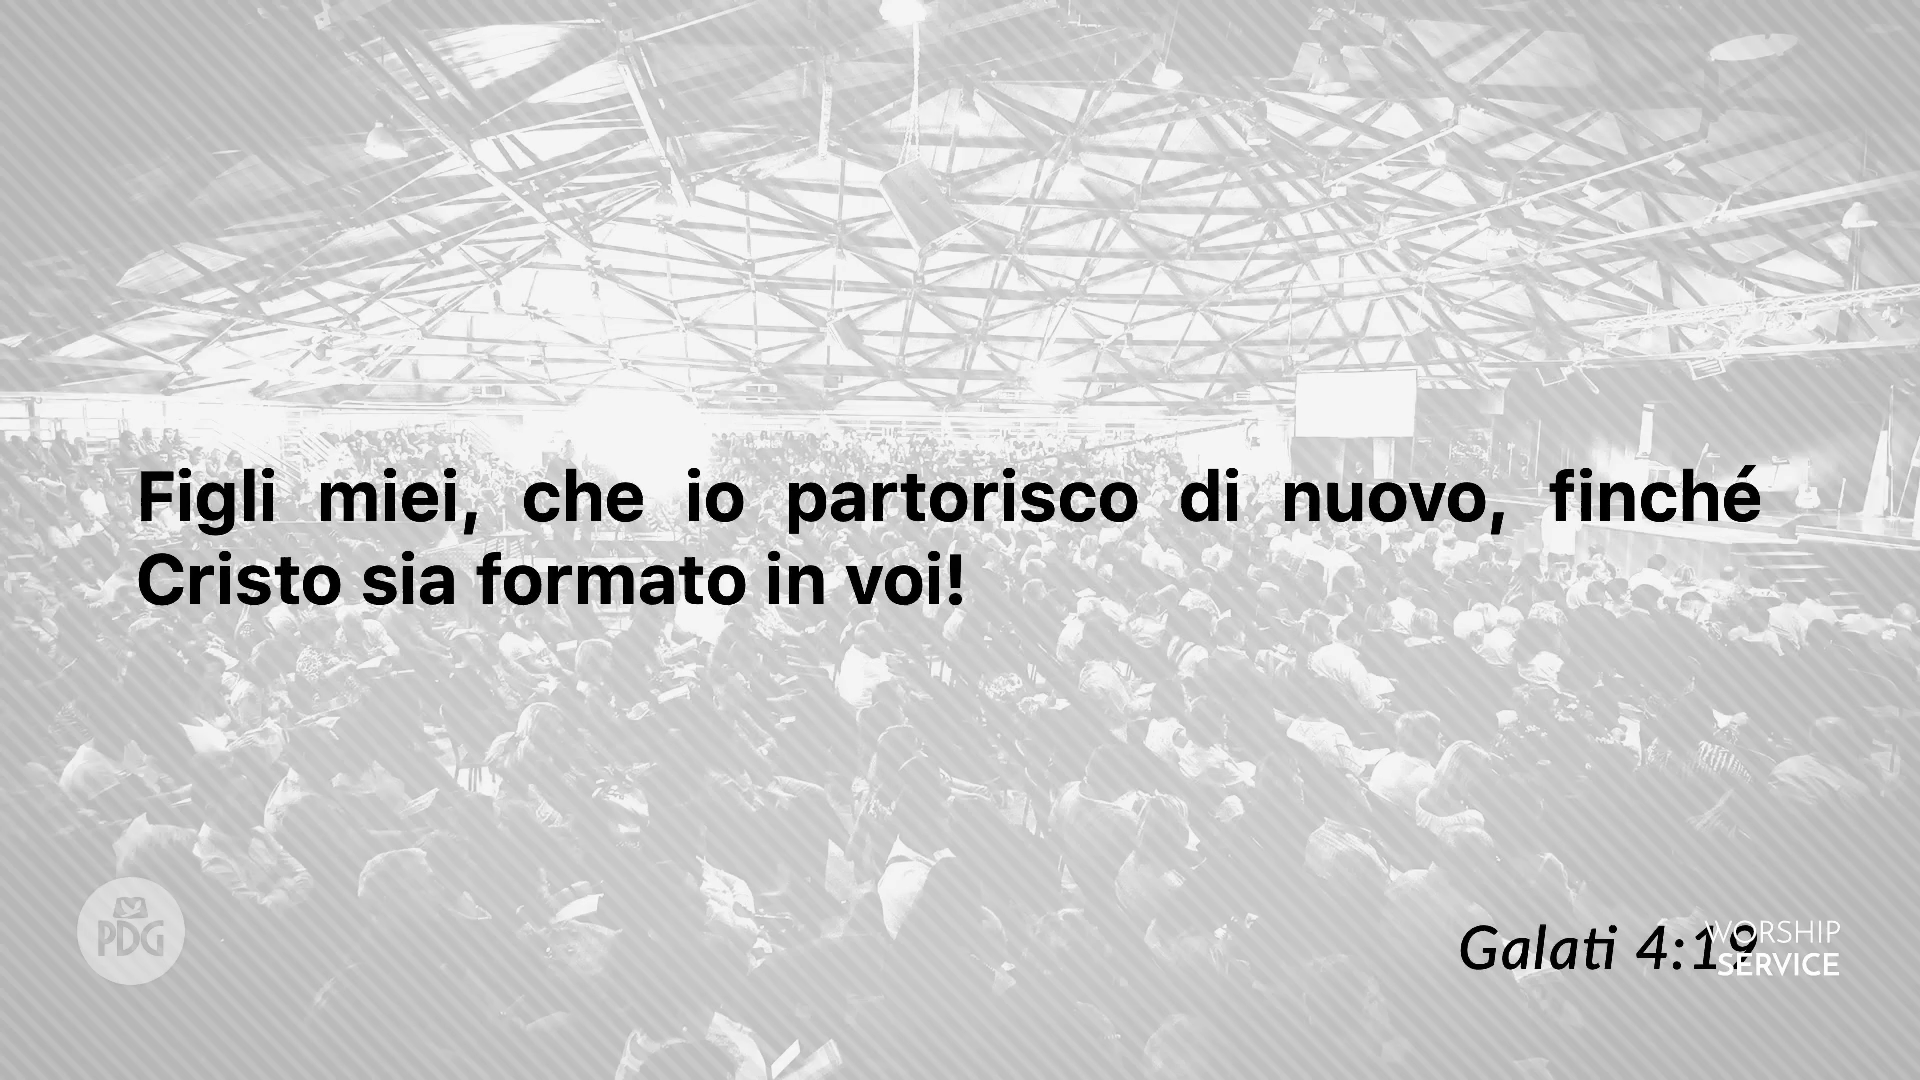 Figli miei, che io partorisco di nuovo, finché
Cristo sia formato in voi!
PDG
Galati 4:19
WORSHIP
SERVICE